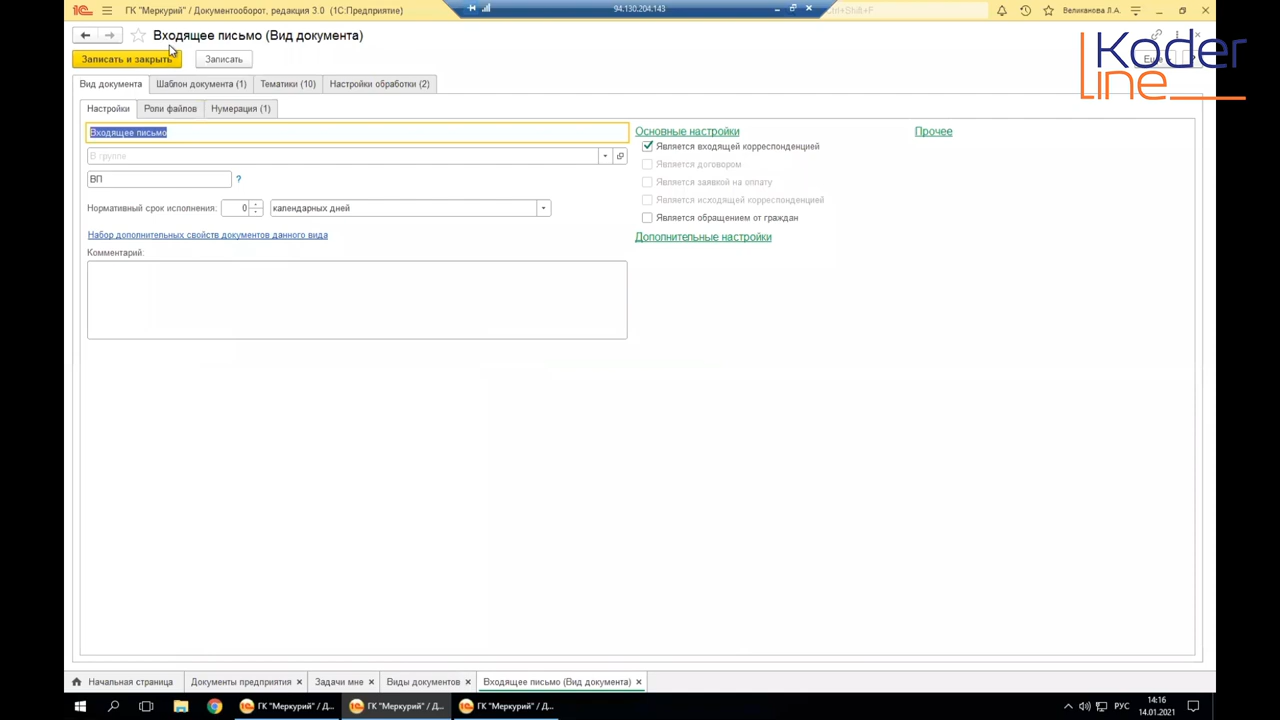 ГК "Меркурий" / Документооборот, редакция 3.0 (1С:Предприятие)
94.130.204.143
Ctrl+Shift+F
Великанова Л.А.
Входящее письмо (Вид документа)
Koder
line
Записать и закрыть
Записать
Вид документа
Шаблон документа (1)
Тематики (10)
Настройки обработки (2)
Настройки
Роли файлов
Нумерация (1)
Входящее письмо
Основные настройки
Прочее
Является входящей корреспонденцией
В группе
Является договором
ВП
?
Является заявкой на оплату
Является исходящей корреспонденцией
Нормативный срок исполнения:
0
календарных дней
Является обращением от граждан
Набор дополнительных свойств документов данного вида
Дополнительные настройки
Комментарий:
Начальная страница
Документы предприятия
Задачи мне
Виды документов
Входящее письмо (Вид документа)
ГК "Меркурий" / Д...
ГК "Меркурий" / Д...
ГК "Меркурий" / Д...
РУС
14:16
14.01.2021